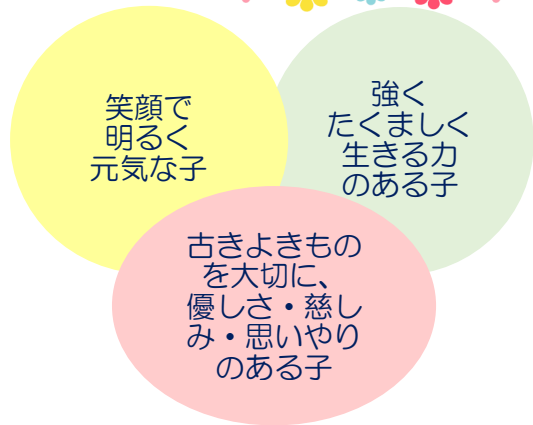 笑顔で
明るく
元気な子
強く
たくましく
生きる力
のある子
古きよきもの
を大切に、
優しさ・慈し
み・思いやり
のある子